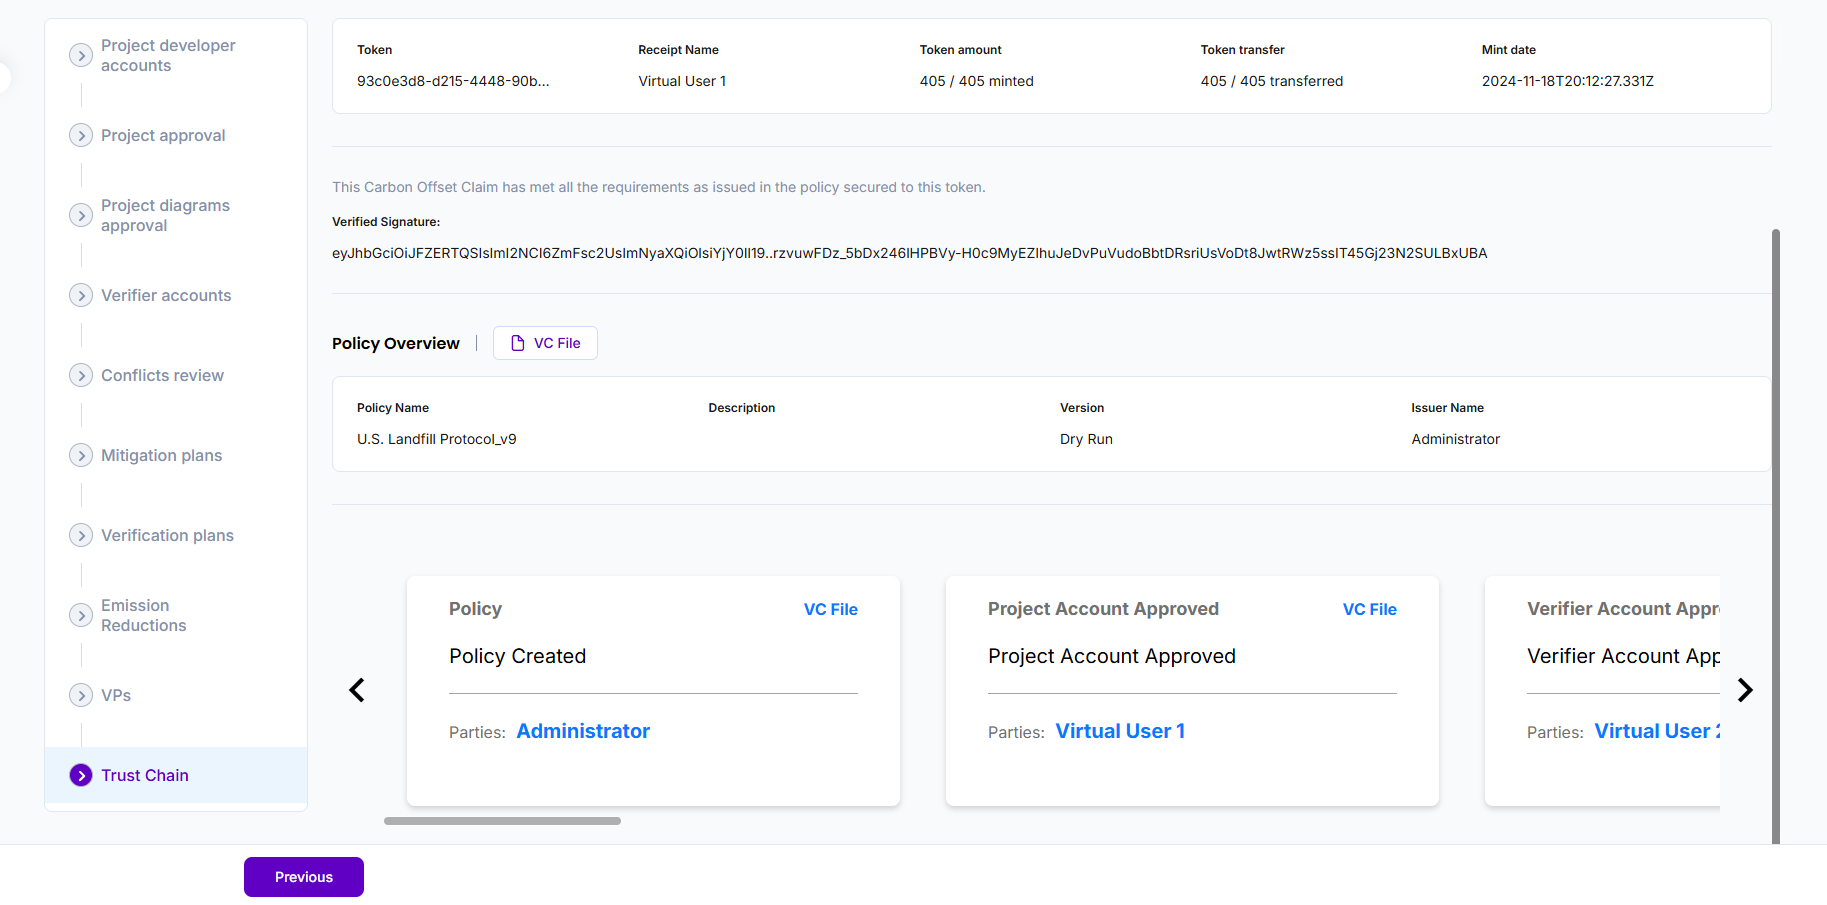 Project developer
accounts
Project approval
Project diagrams
approval
Verifier accounts
Conflicts review
Mitigation plans
Verification plans
Emission
Reductions
VPs
Trust Chain
Token
Receipt Name
Token amount
Token transfer
Mint date
93c0e3d8-d215-4448-90b...
Virtual User 1
405 / 405 minted
405 / 405 transferred
2024-11-18T20:12:27.331Z
This Carbon Offset Claim has met all the requirements as issued in the policy secured to this token.
Verified Signature:
eyJhbGciOiJFZERTQSIsImI2NCI6ZmFsc2UsImNyaXQiOlsiYjY0Il19..rzvuwFDz_5bDx246IHPBVy-H0c9MyEZIhuJeDvPuVudoBbtDRsriUsVoDt8JwtRWz5ssIT45Gj23N2SULBxUBA
Policy Overview
VC File
Policy Name
Description
Version
Issuer Name
U.S. Landfill Protocol_v9
Dry Run
Administrator
Policy
VC File
Policy Created
Parties: Administrator
Project Account Approved
VC File
Project Account Approved
Parties: Virtual User 1
Verifier Account Appr
Verifier Account App
Parties: Virtual User 2
Previous